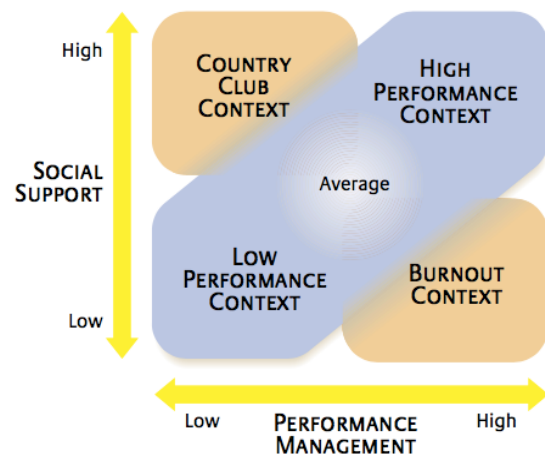 High
COUNTRY
CLUB
CONTEXT
HIGH
PERFORMANCE
CONTEXT
SOCIAL
SUPPORT
Average
LOW
PERFORMANCE
CONTEXT
BURNOUT
CONTEXT
Low
Low
PERFORMANCE
MANAGEMENT
High